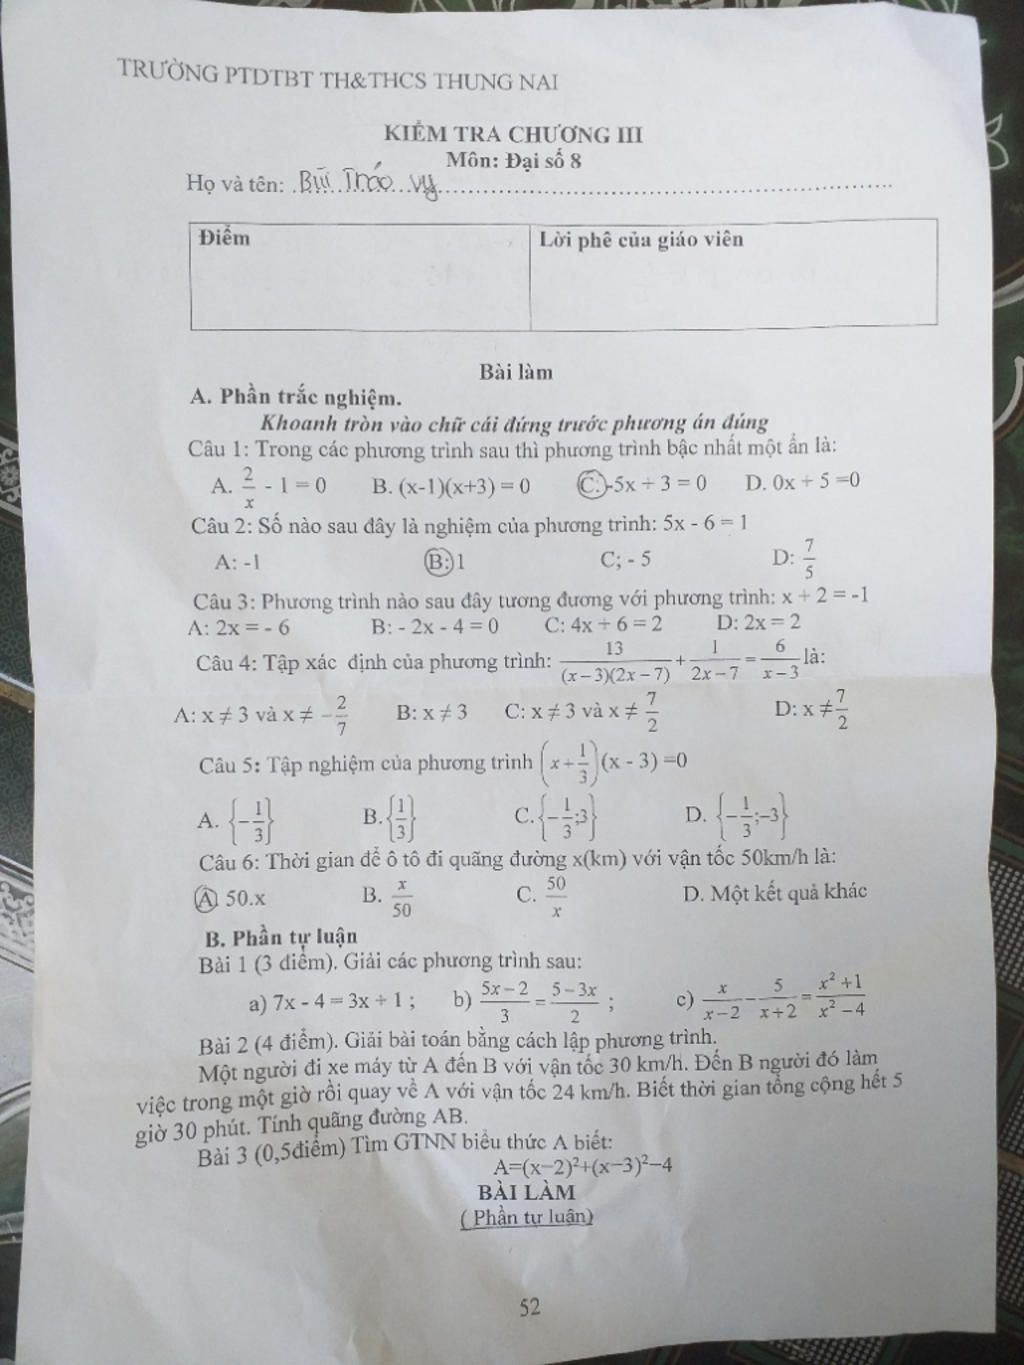 TRƯỜNG PTDTBT TH&THCS THUNG NAI
KIỂM TRA CHƯƠNG III
Môn: Đại số 8
Họ và tên: Bùi Thảo Vy
Điểm
Lời phê của giáo viên
Bài làm
A. Phần trắc nghiệm.
Khoanh tròn vào chữ cái đứng trước phương án đúng
Câu 1: Trong các phương trình sau thì phương trình bậc nhất một ẩn là:
A. 2/x - 1 = 0 B. (x-1)(x+3) = 0 C: -5x + 3 = 0 D. 0x + 5 =0
Câu 2: Số nào sau đây là nghiệm của phương trình: 5x - 6 = 1
A: -1 B: 1 C; - 5 D: 7/5
Câu 3: Phương trình nào sau đây tương đương với phương trình: x + 2 = -1
A: 2x = - 6 B: - 2x - 4 = 0 C: 4x + 6 = 2 D: 2x = 2
Câu 4: Tập xác định của phương trình: 13/((x−3)(2x−7)) + 1/(2x−7) = 6/(x−3) là:
A: x ≠ 3 và x ≠ −2/7 B: x ≠ 3 C: x ≠ 3 và x ≠ 7/2 D: x ≠ 7/2
Câu 5: Tập nghiệm của phương trình (x + 1/3)(x - 3) =0
A. {−1/3} B. {1/3} C. {−1/3;3} D. {−1/3;−3}
Câu 6: Thời gian để ô tô đi quãng đường x(km) với vận tốc 50km/h là:
A 50.x B. x/50 C. 50/x D. Một kết quả khác
B. Phần tự luận
Bài 1 (3 điểm). Giải các phương trình sau:
a) 7x - 4 = 3x + 1 ; b) (5x−2)/3 = (5−3x)/2 ; c) x/(x−2) − 5/(x+2) = (x²+1)/(x²−4)
Bài 2 (4 điểm). Giải bài toán bằng cách lập phương trình.
Một người đi xe máy từ A đến B với vận tốc 30 km/h. Đến B người đó làm
việc trong một giờ rồi quay về A với vận tốc 24 km/h. Biết thời gian tổng cộng hết 5
giờ 30 phút. Tính quãng đường AB.
Bài 3 (0,5điểm) Tìm GTNN biểu thức A biết:
A=(x−2)²+(x−3)²−4
BÀI LÀM
( Phần tự luận)
52